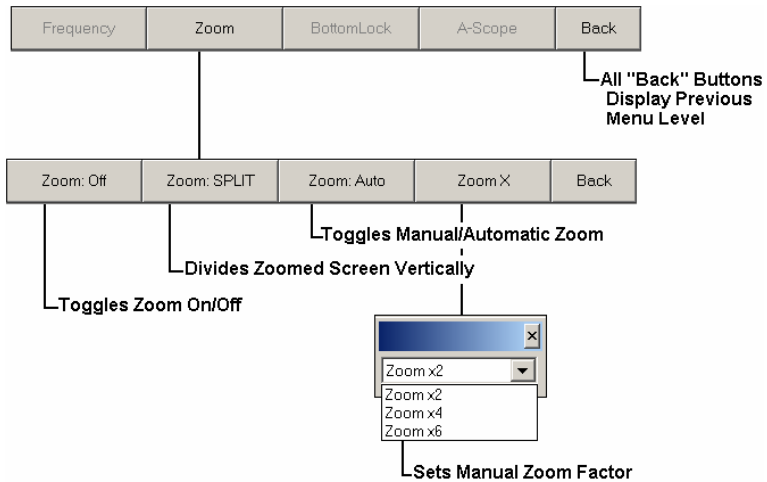 Frequency Zoom BottomLock A-Scope Back
All "Back" Buttons
Display Previous
Menu Level
Zoom: Off Zoom: SPLIT Zoom: Auto Zoom X Back
Toggles Manual/Automatic Zoom
Divides Zoomed Screen Vertically
Toggles Zoom On/Off
Zoom x2
Zoom x2
Zoom x4
Zoom x6
Sets Manual Zoom Factor